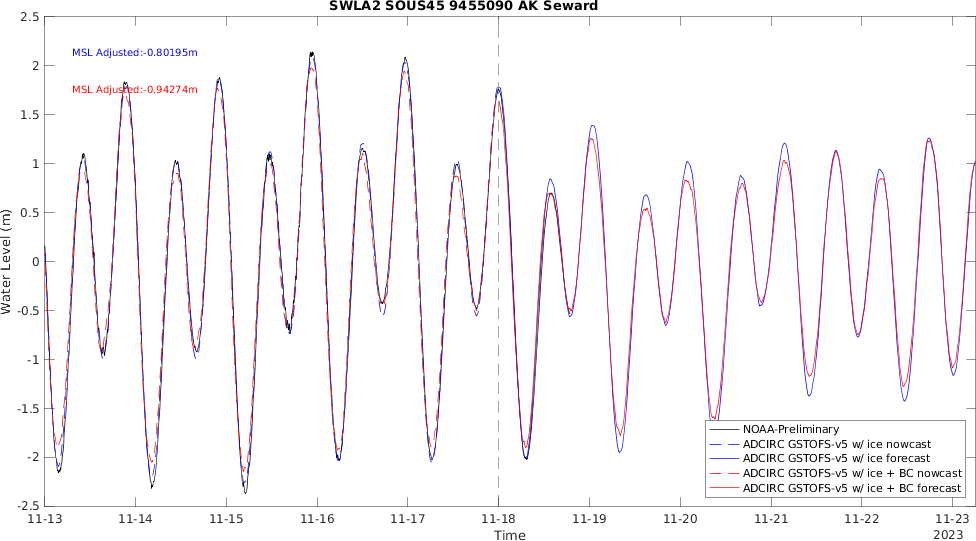 SWLA2 SOUS45 9455090 AK Seward
MSL Adjusted:-0.80195m
MSL Adjusted:-0.94274m
Water Level (m)
2.5
2
1.5
1
0.5
0
-0.5
-1
-1.5
-2
-2.5
NOAA-Preliminary
ADCIRC GSTOFS-v5 w/ ice nowcast
ADCIRC GSTOFS-v5 w/ ice forecast
ADCIRC GSTOFS-v5 w/ ice + BC nowcast
ADCIRC GSTOFS-v5 w/ ice + BC forecast
11-13 11-14 11-15 11-16 11-17 11-18 11-19 11-20 11-21 11-22 11-23
2023
Time